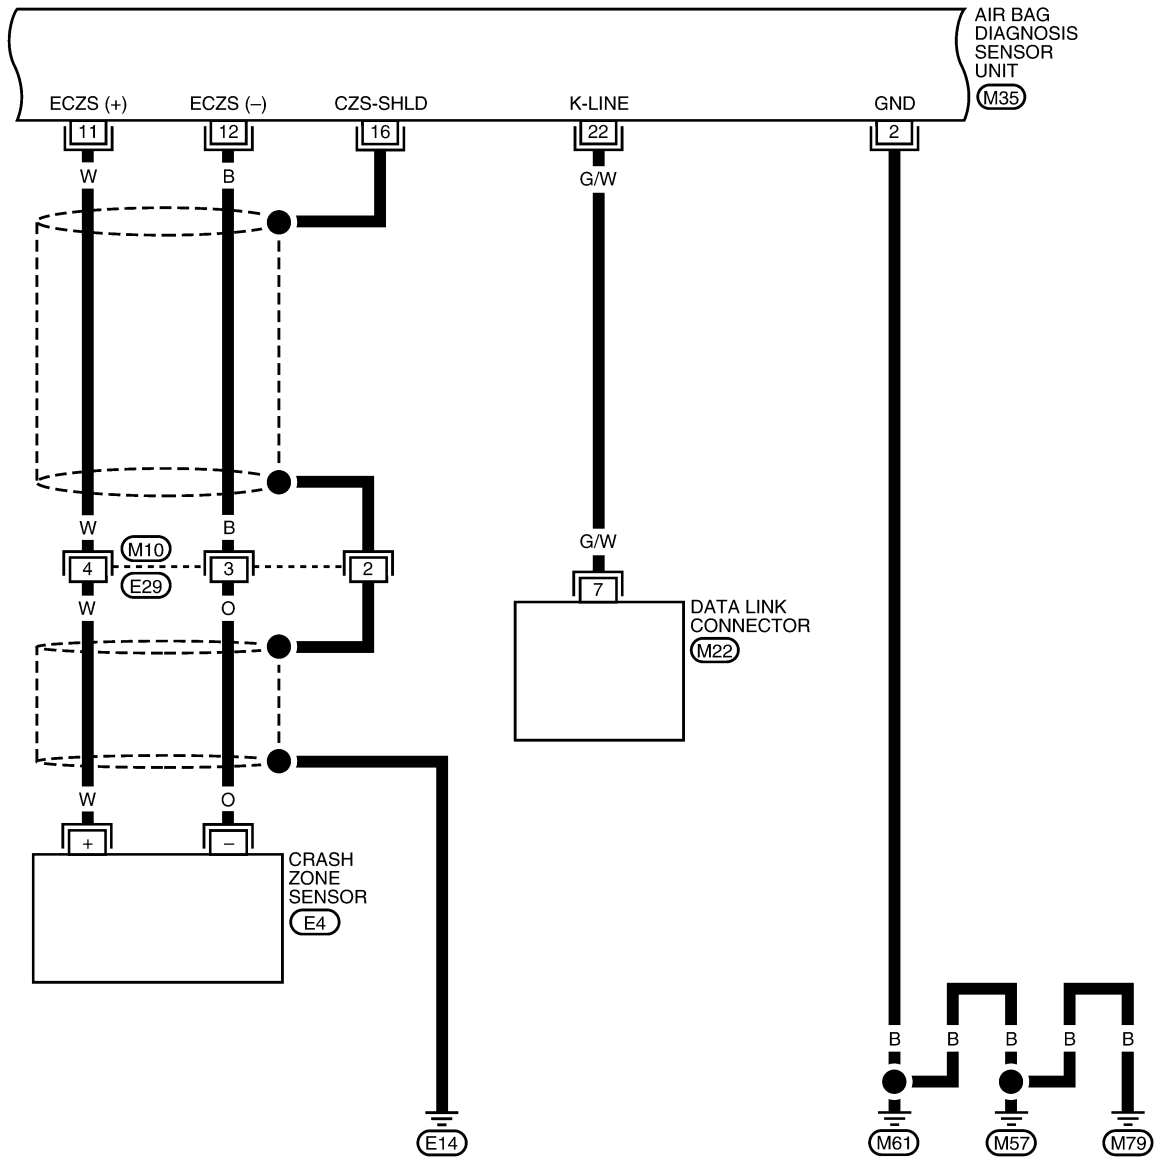 AIR BAG
DIAGNOSIS
SENSOR
UNIT
M35
ECZS (+) ECZS (–) CZS-SHLD K-LINE GND
11 12 16 22 2
W B G/W
W B G/W
M10
4 3 2
E29
7
W O
DATA LINK
CONNECTOR
M22
W O
+ –
CRASH
ZONE
SENSOR
E4
B B B B B
E14 M61 M57 M79